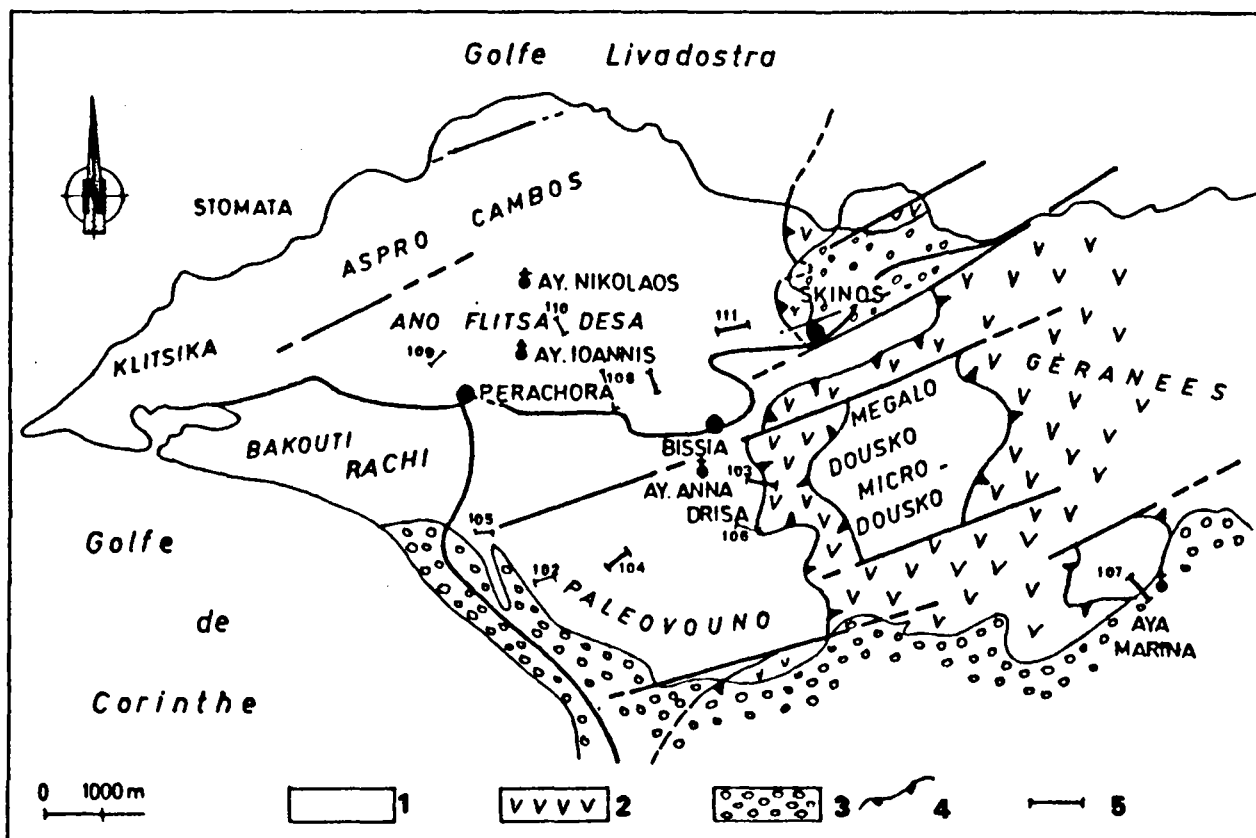 Golfe Livadostra
STOMATA
ASPRO CAMBOS
AY. NIKOLAOS
SKINOS
110
111
ANO FLITSA DESA
KLITSIKA
109
AY. IOANNIS
108
GÉRANEES
PERACHORA
MEGALO
BAKOUTI
RACHI
BISSIA
DOUSKO
103
MICRO-
AY. ANNA
DOUSKO
DRISA
106
105
Golfe
104
102
107
de
PALEOVOUNO
AYA
MARINA
Corinthe
0 1000m
1
2
3
4
5